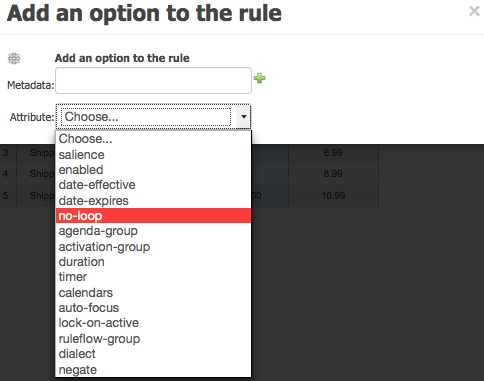 Add an option to the rule
×
Add an option to the rule
Metadata:
Attribute: Choose...
Choose...
salience
enabled
date-effective
date-expires
no-loop
agenda-group
activation-group
duration
timer
calendars
auto-focus
lock-on-active
ruleflow-group
dialect
negate
3 Shipp 6.99
4 Shipp 8.99
5 Shipp 00 10.99